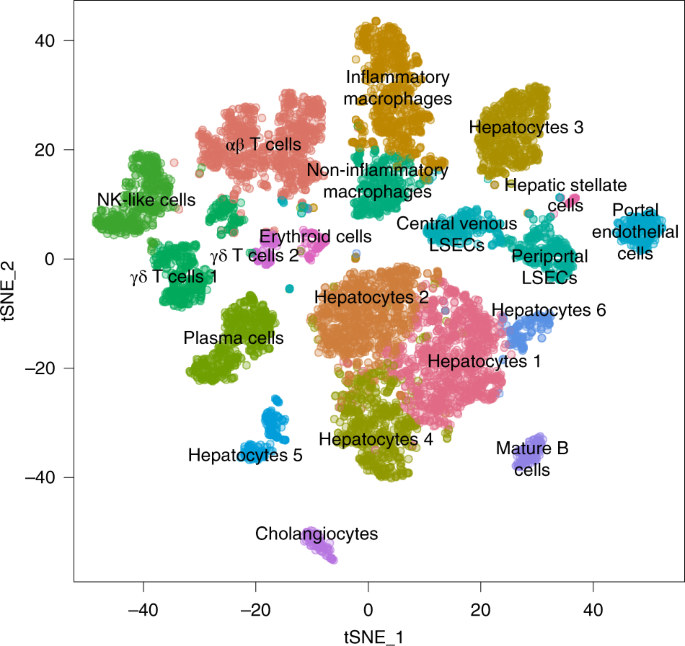 40
20
0
–20
–40
tSNE_2
Inflammatory
macrophages
Hepatocytes 3
αβ T cells
Non-inflammatory
macrophages
NK-like cells
Hepatic stellate
cells
Central venous
LSECs
Portal
endothelial
cells
Erythroid cells
γδ T cells 2
γδ T cells 1
Periportal
LSECs
Hepatocytes 2
Hepatocytes 6
Plasma cells
Hepatocytes 1
Hepatocytes 4
Hepatocytes 5
Mature B
cells
Cholangiocytes
–40
–20
0
20
40
tSNE_1